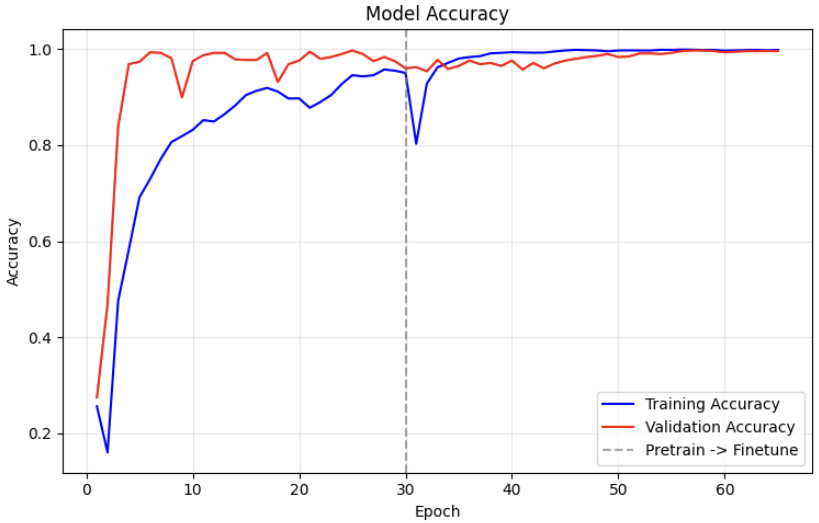 Model Accuracy
1.0
0.8
0.6
0.4
0.2
Accuracy
0
10
20
30
40
50
60
Epoch
Training Accuracy
Validation Accuracy
Pretrain -> Finetune